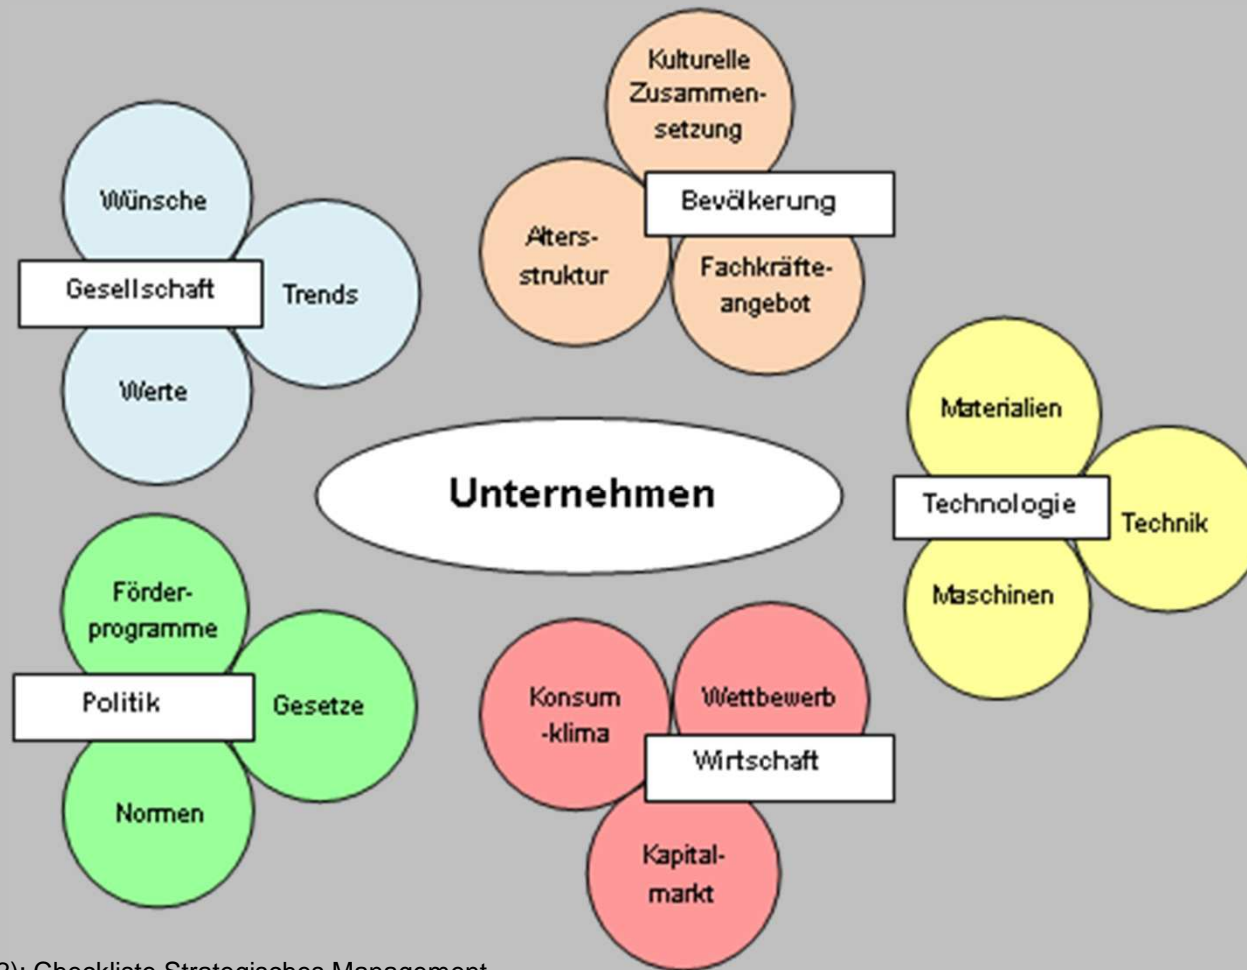 Kulturelle
Zusammen-
setzung
Bevölkerung
Alters-
struktur
Fachkräfte-
angebot
Wünsche
Gesellschaft
Trends
Werte
Materialien
Technologie
Technik
Maschinen
Unternehmen
Förder-
programme
Politik
Gesetze
Normen
Konsum
-klima
Wettbewerb
Wirtschaft
Kapital-
markt
Checkliste Strategisches Management